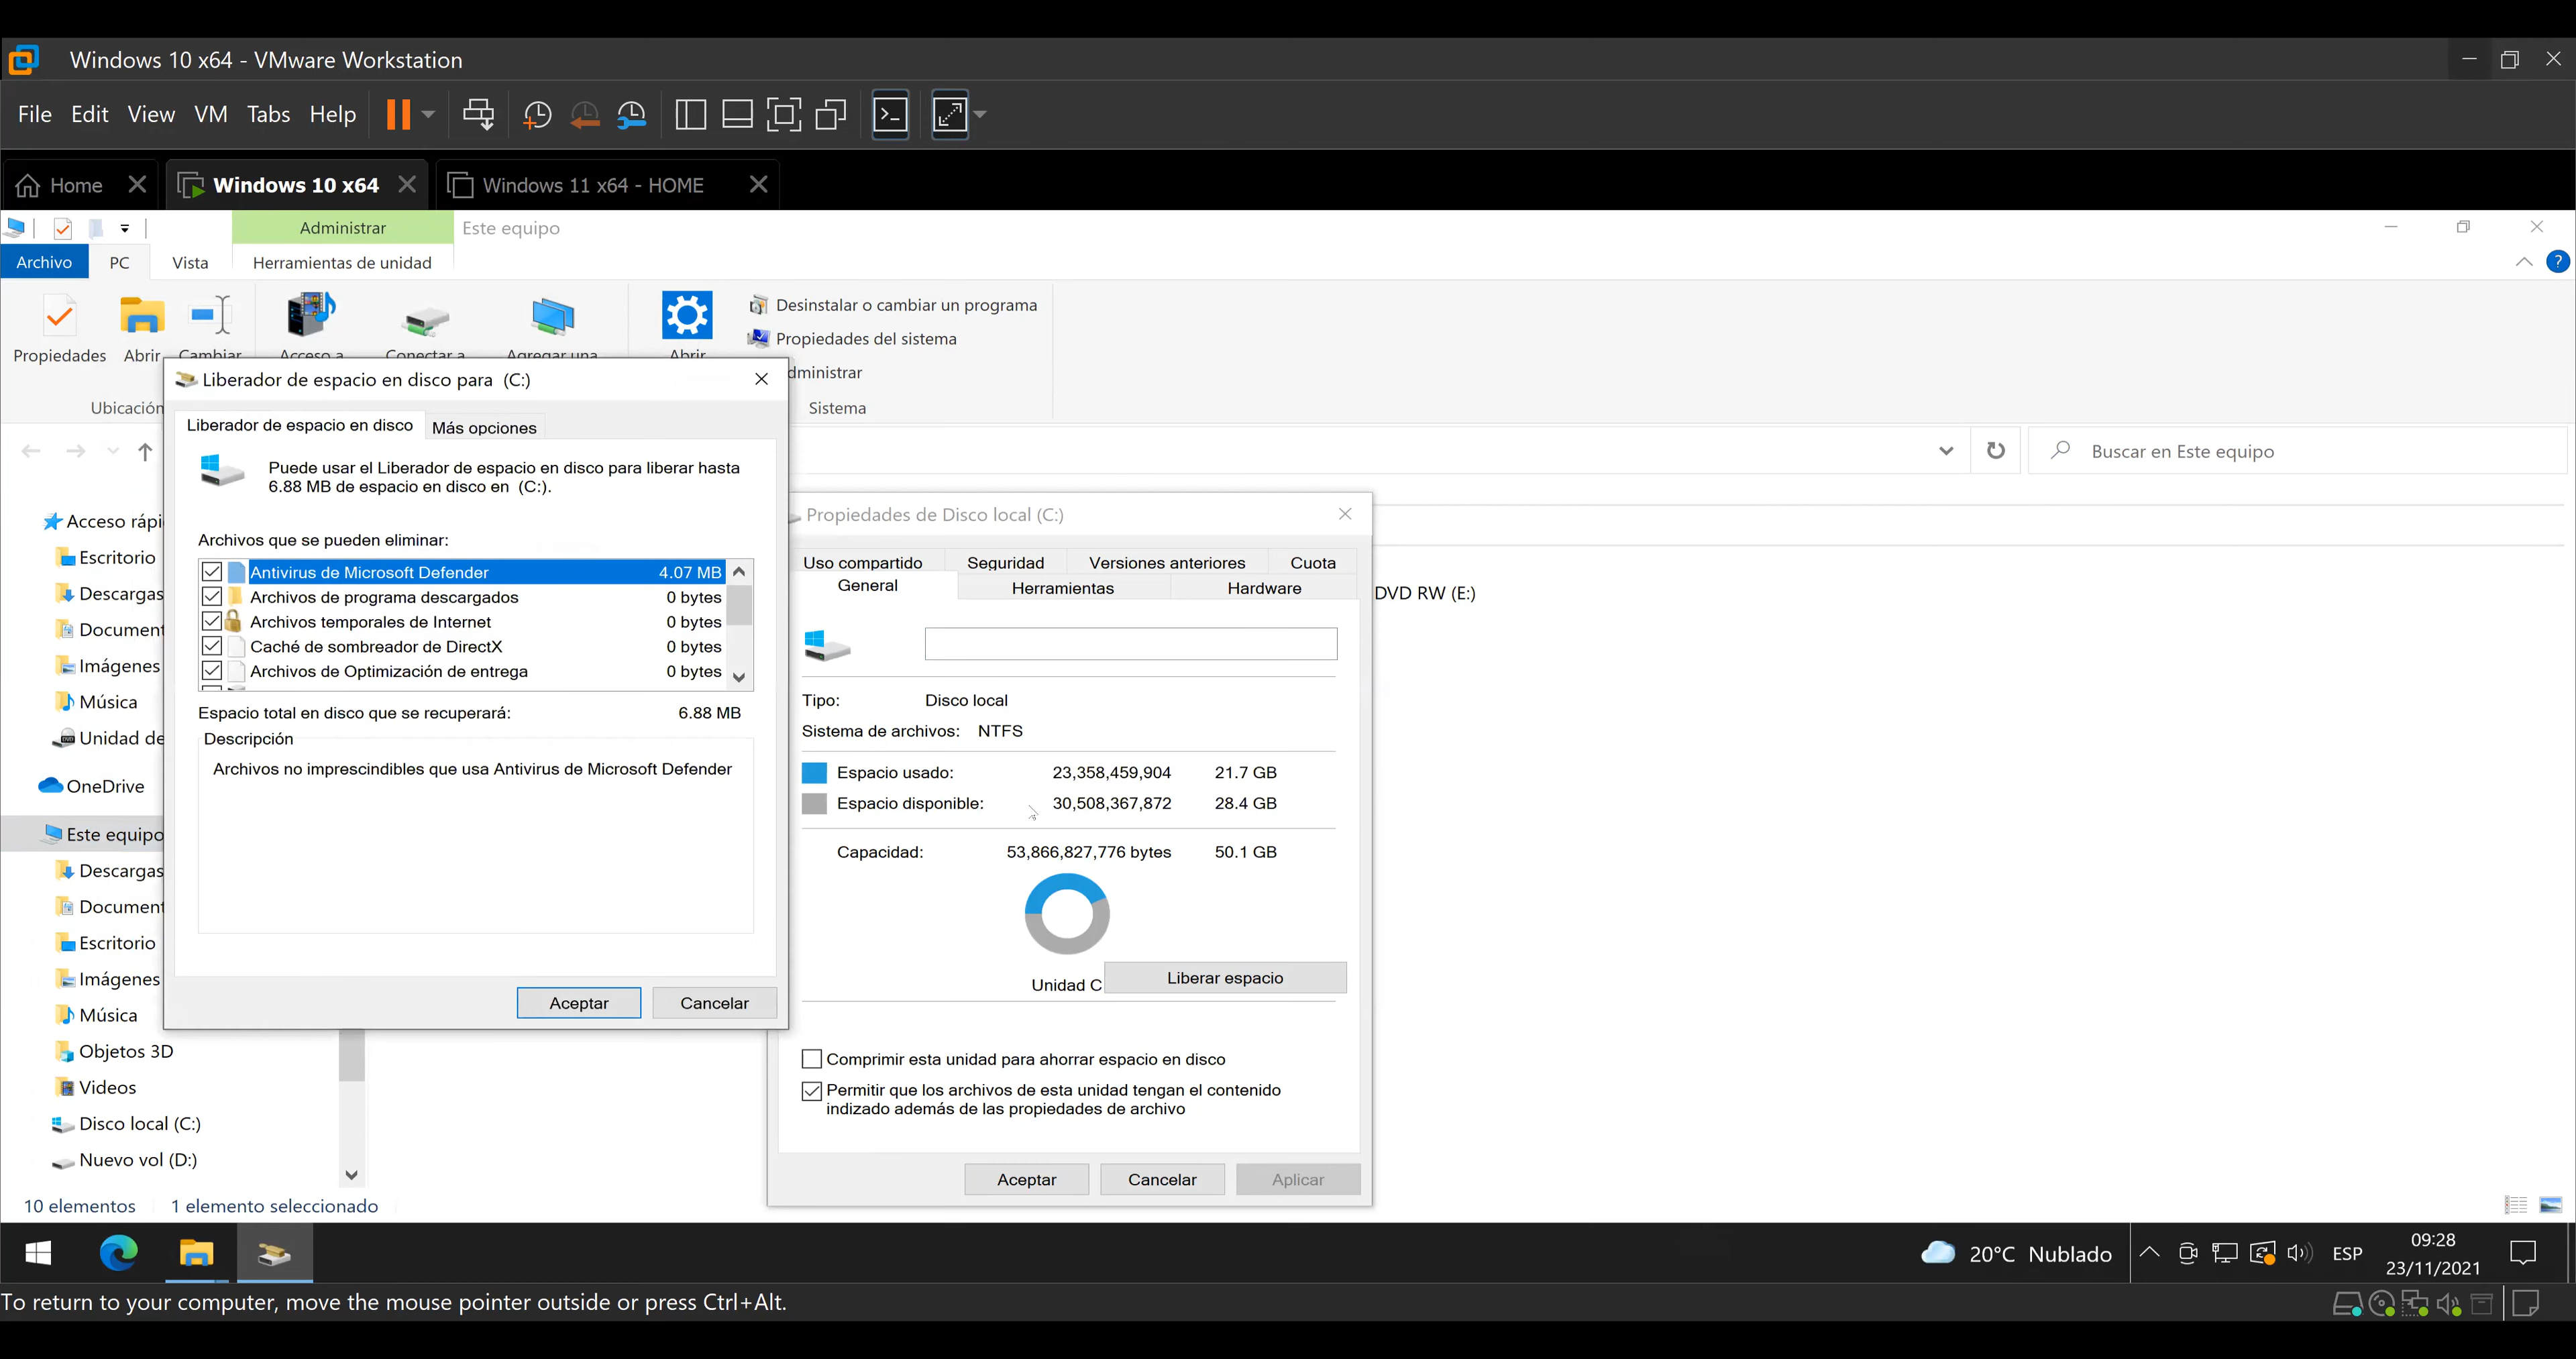 Windows 10 x64 - VMware Workstation
File Edit View VM Tabs Help
Home Windows 10 x64 Windows 11 x64 - HOME
Administrar Este equipo
Archivo PC Vista Herramientas de unidad
Desinstalar o cambiar un programa
Propiedades del sistema
Propiedades Abrir Cambiar Acceso a Conectar a Agregar una Abrir
dministrar
Ubicación Sistema
Liberador de espacio en disco para (C:)
Liberador de espacio en disco Más opciones
Puede usar el Liberador de espacio en disco para liberar hasta
6.88 MB de espacio en disco en (C:).
Archivos que se pueden eliminar:
Antivirus de Microsoft Defender 4.07 MB
Archivos de programa descargados 0 bytes
Archivos temporales de Internet 0 bytes
Caché de sombreador de DirectX 0 bytes
Archivos de Optimización de entrega 0 bytes
Espacio total en disco que se recuperará: 6.88 MB
Descripción
Archivos no imprescindibles que usa Antivirus de Microsoft Defender
Aceptar Cancelar
Buscar en Este equipo
Propiedades de Disco local (C:)
Uso compartido Seguridad Versiones anteriores Cuota
General Herramientas Hardware
Tipo: Disco local
Sistema de archivos: NTFS
Espacio usado: 23,358,459,904 21.7 GB
Espacio disponible: 30,508,367,872 28.4 GB
Capacidad: 53,866,827,776 bytes 50.1 GB
Unidad C Liberar espacio
Comprimir esta unidad para ahorrar espacio en disco
Permitir que los archivos de esta unidad tengan el contenido
indizado además de las propiedades de archivo
Aceptar Cancelar Aplicar
DVD RW (E:)
Acceso rápi
Escritorio
Descargas
Document
Imágenes
Música
Unidad de
OneDrive
Este equipo
Descargas
Document
Escritorio
Imágenes
Música
Objetos 3D
Videos
Disco local (C:)
Nuevo vol (D:)
10 elementos 1 elemento seleccionado
20°C Nublado ESP 09:28
23/11/2021
To return to your computer, move the mouse pointer outside or press Ctrl+Alt.